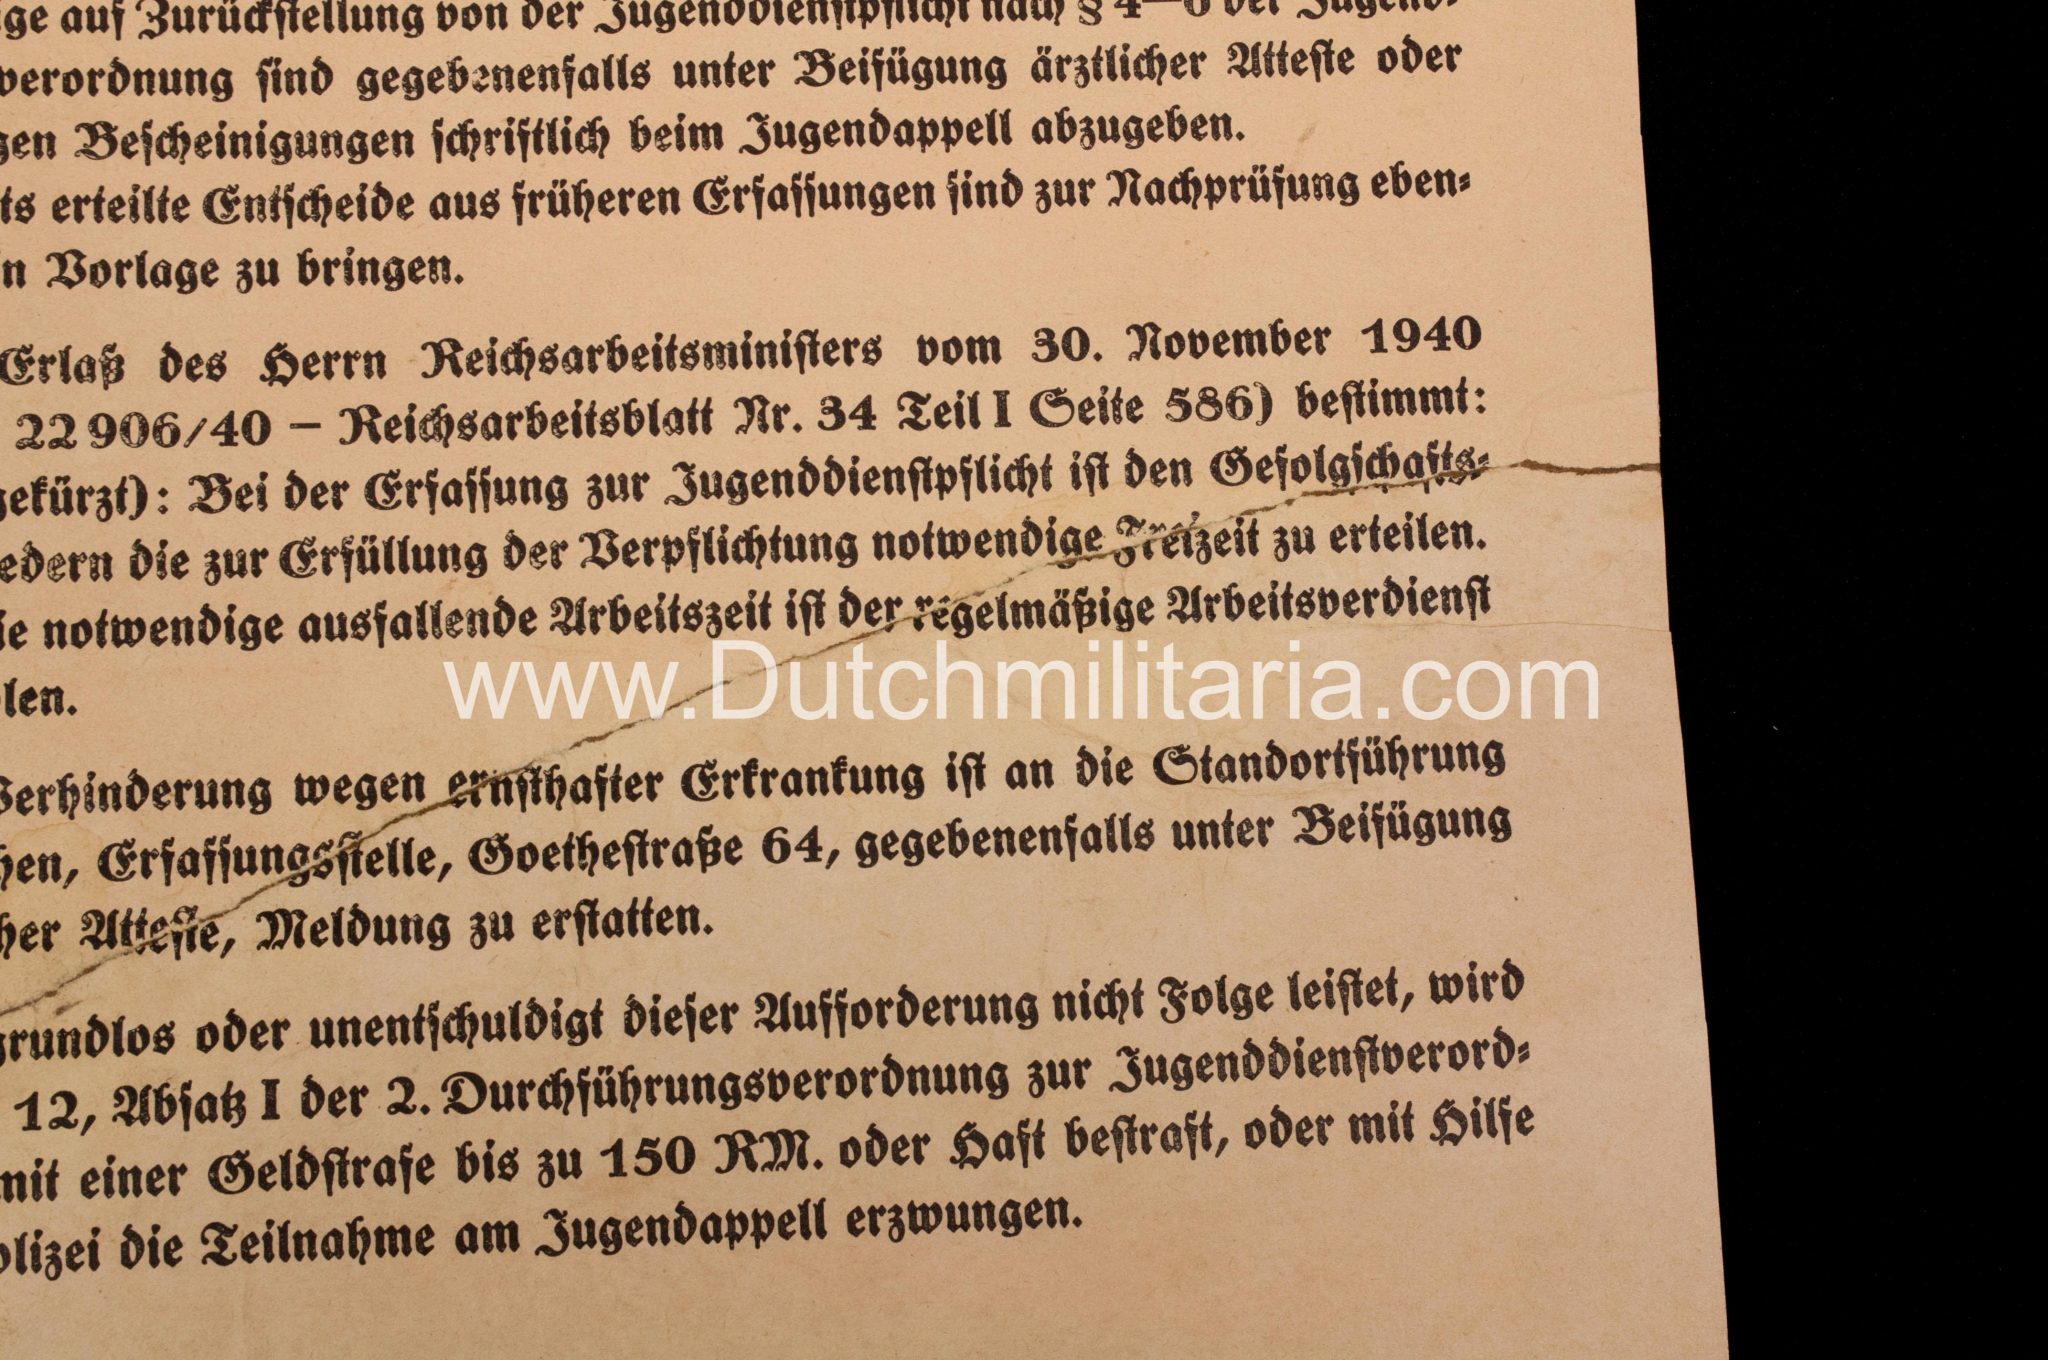 ge auf Zurückstellung von der Jugenddienstpflicht nach § 4—6 der Jugend-
verordnung sind gegebenenfalls unter Beifügung ärztlicher Atteste oder
gen Bescheinigungen schriftlich beim Jugendappell abzugeben.
ts erteilte Entscheide aus früheren Erfassungen sind zur Nachprüfung eben-
in Vorlage zu bringen.
Erlaß des Herrn Reichsarbeitsministers vom 30. November 1940
22 906/40 – Reichsarbeitsblatt Nr. 34 Teil I Seite 586) bestimmt:
gekürzt): Bei der Erfassung zur Jugenddienstpflicht ist den Gefolgschafts-
edern die zur Erfüllung der Verpflichtung notwendige Freizeit zu erteilen.
ie notwendige ausfallende Arbeitszeit ist der regelmäßige Arbeitsverdienst
www.Dutchmilitaria.com
len.
Verhinderung wegen ernsthafter Erkrankung ist an die Standortführung
hen, Erfassungsstelle, Goethestraße 64, gegebenenfalls unter Beifügung
her Atteste, Meldung zu erstatten.
grundlos oder unentschuldigt dieser Aufforderung nicht Folge leistet, wird
12, Absatz I der 2. Durchführungsverordnung zur Jugenddienstverord-
mit einer Geldstrafe bis zu 150 RM. oder Haft bestraft, oder mit Hilfe
olizei die Teilnahme am Jugendappell erzwungen.